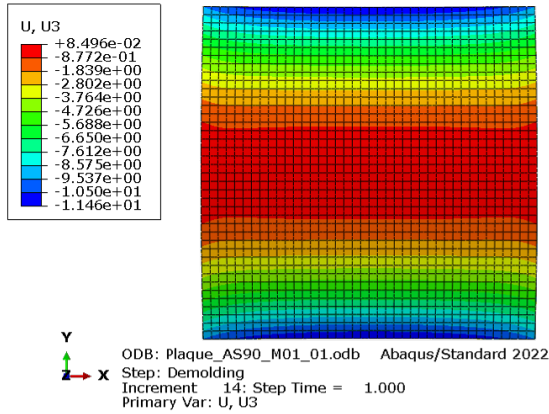 U, U3
+8.496e-02
-8.772e-01
-1.839e+00
-2.802e+00
-3.764e+00
-4.726e+00
-5.688e+00
-6.650e+00
-7.612e+00
-8.575e+00
-9.537e+00
-1.050e+01
-1.146e+01
Y
Z
X
ODB: Plaque_AS90_M01_01.odb Abaqus/Standard 2022
Step: Demolding
Increment 14: Step Time = 1.000
Primary Var: U, U3